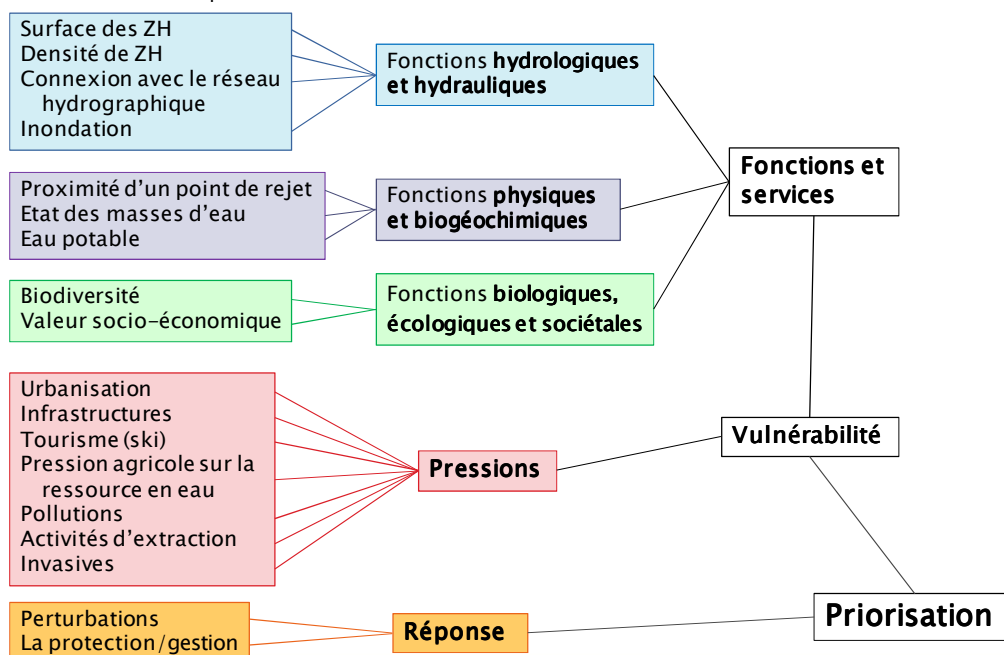 Surface des ZH
Densité de ZH
Connexion avec le réseau
hydrographique
Inondation
Fonctions hydrologiques
et hydrauliques
Proximité d'un point de rejet
Etat des masses d'eau
Eau potable
Fonctions physiques
et biogéochimiques
Fonctions et
services
Biodiversité
Valeur socio-économique
Fonctions biologiques,
écologiques et sociétales
Urbanisation
Infrastructures
Tourisme (ski)
Pression agricole sur la
ressource en eau
Pollutions
Activités d'extraction
Invasives
Pressions
Vulnérabilité
Perturbations
La protection/gestion
Réponse
Priorisation